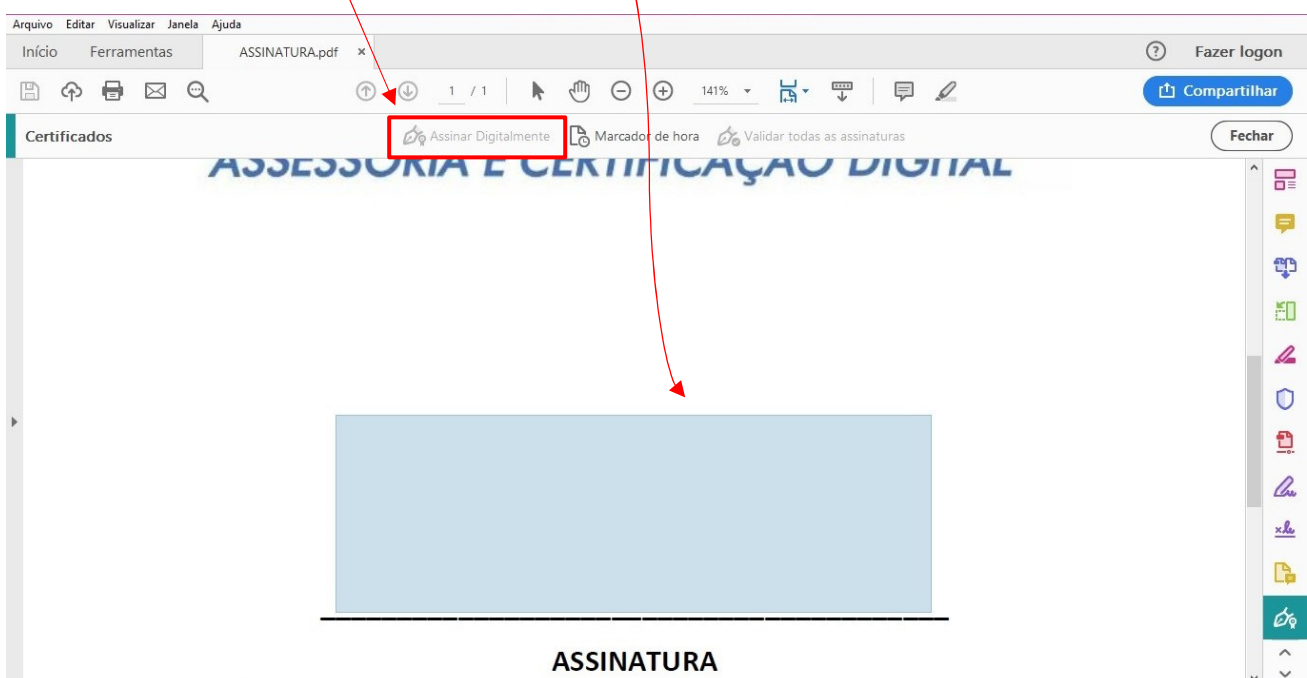 Arquivo Editar Visualizar Janela Ajuda
Início Ferramentas ASSINATURA.pdf × ? Fazer logon
1 / 1 141% Compartilhar
Certificados Assinar Digitalmente Marcador de hora Validar todas as assinaturas Fechar
ASSESSORIA E CERTIFICAÇÃO DIGITAL
ASSINATURA